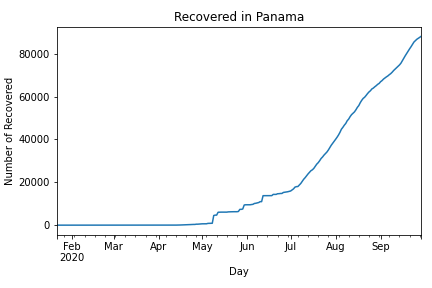 Recovered in Panama
Number of Recovered
80000
60000
40000
20000
0
Feb Mar Apr May Jun Jul Aug Sep
2020
Day